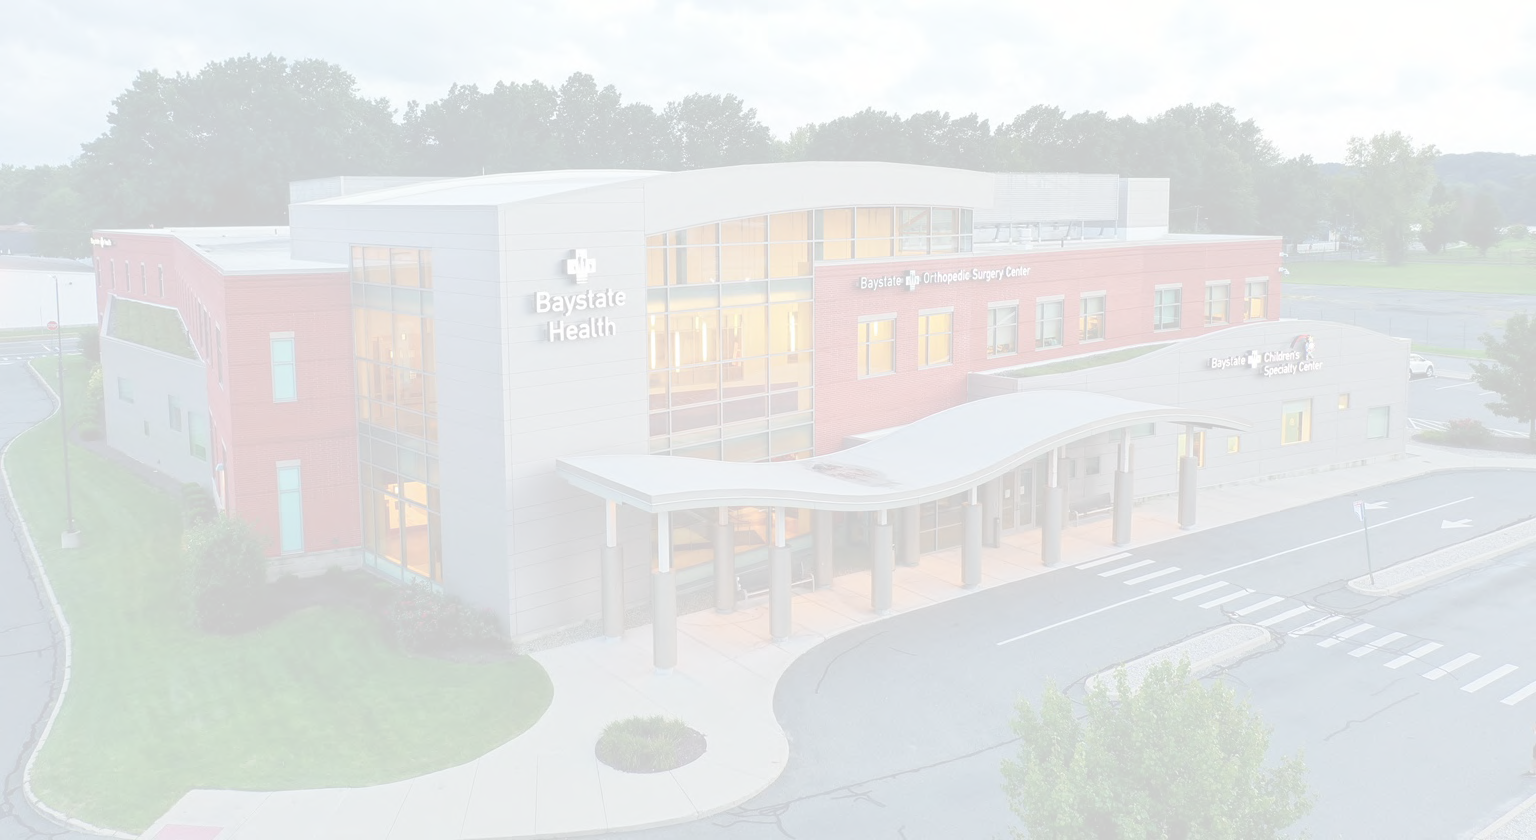 Baystate
Health
Baystate Orthopedic Surgery Center
Baystate Children's
Specialty Center